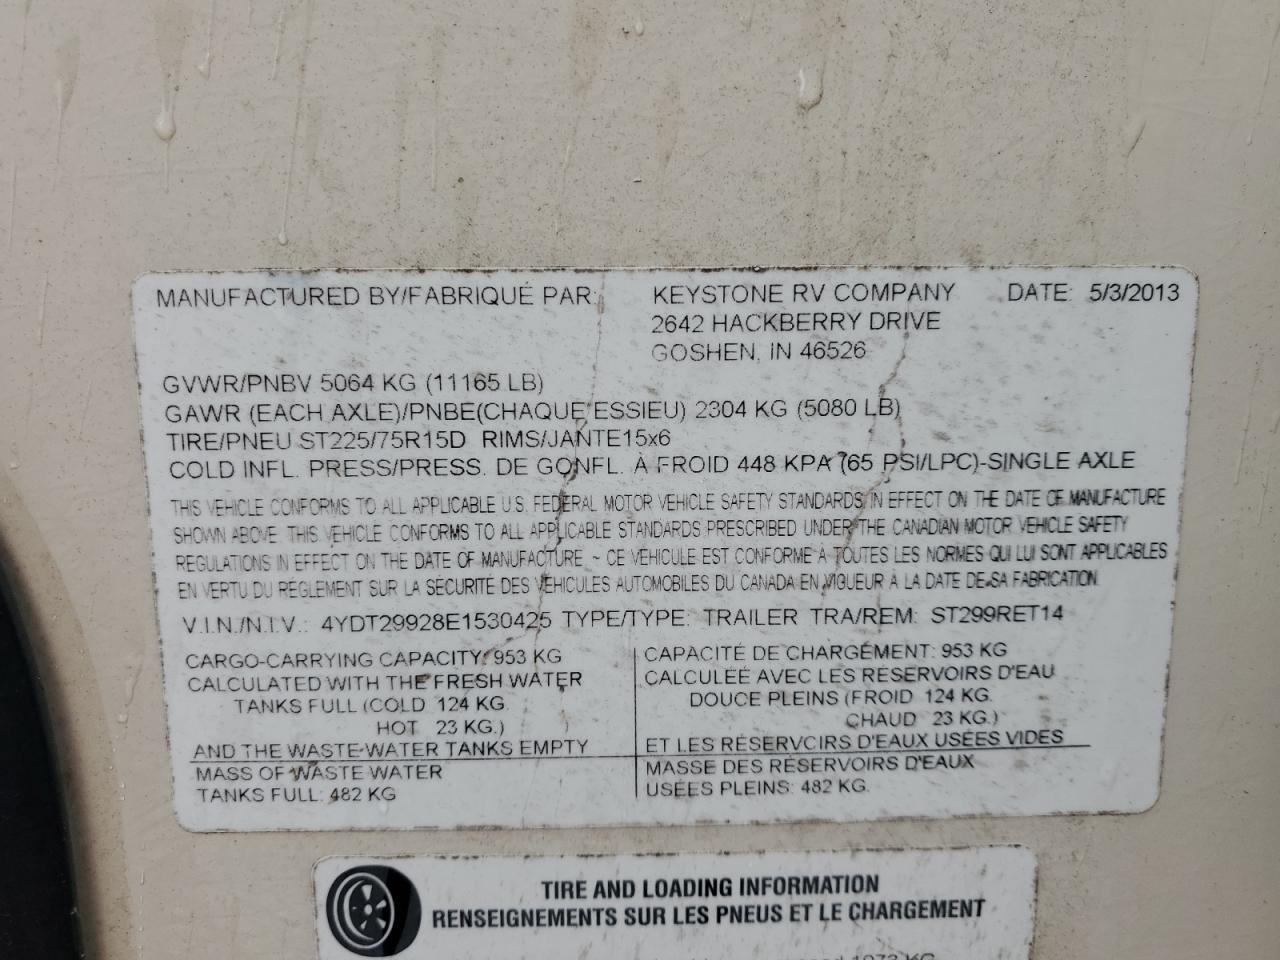 MANUFACTURED BY/FABRIQUÉ PAR: KEYSTONE RV COMPANY DATE: 5/3/2013
2642 HACKBERRY DRIVE
GOSHEN, IN 46526
GVWR/PNBV 5064 KG (11165 LB)
GAWR (EACH AXLE)/PNBE(CHAQUE ESSIEU) 2304 KG (5080 LB)
TIRE/PNEU ST225/75R15D RIMS/JANTE15x6
COLD INFL. PRESS/PRESS. DE GONFL. À FROID 448 KPA (65 PSI/LPC)-SINGLE AXLE
THIS VEHICLE CONFORMS TO ALL APPLICABLE U.S. FEDERAL MOTOR VEHICLE SAFETY STANDARDS IN EFFECT ON THE DATE OF MANUFACTURE
SHOWN ABOVE. THIS VEHICLE CONFORMS TO ALL APPLICABLE STANDARDS PRESCRIBED UNDER THE CANADIAN MOTOR VEHICLE SAFETY
REGULATIONS IN EFFECT ON THE DATE OF MANUFACTURE - CE VÉHICULE EST CONFORME À TOUTES LES NORMES QUI LUI SONT APPLICABLES
EN VERTU DU RÉGLEMENT SUR LA SÉCURITÉ DES VÉHICULES AUTOMOBILES DU CANADA EN VIGUEUR À LA DATE DE SA FABRICATION.
V.I.N./N.I.V.: 4YDT29928E1530425 TYPE/TYPE: TRAILER TRA/REM: ST299RET14
CARGO-CARRYING CAPACITY: 953 KG
CALCULATED WITH THE FRESH WATER
TANKS FULL (COLD 124 KG.
HOT 23 KG.)
AND THE WASTE-WATER TANKS EMPTY
MASS OF WASTE WATER
TANKS FULL: 482 KG
CAPACITÉ DE CHARGÉMENT: 953 KG
CALCULÉE AVEC LES RÉSERVOIRS D'EAU
DOUCE PLEINS (FROID 124 KG.
CHAUD 23 KG.)
ET LES RÉSERVOIRS D'EAUX USÉES VIDES
MASSE DES RÉSERVOIRS D'EAUX
USÉES PLEINS: 482 KG.
TIRE AND LOADING INFORMATION
RENSEIGNEMENTS SUR LES PNEUS ET LE CHARGEMENT